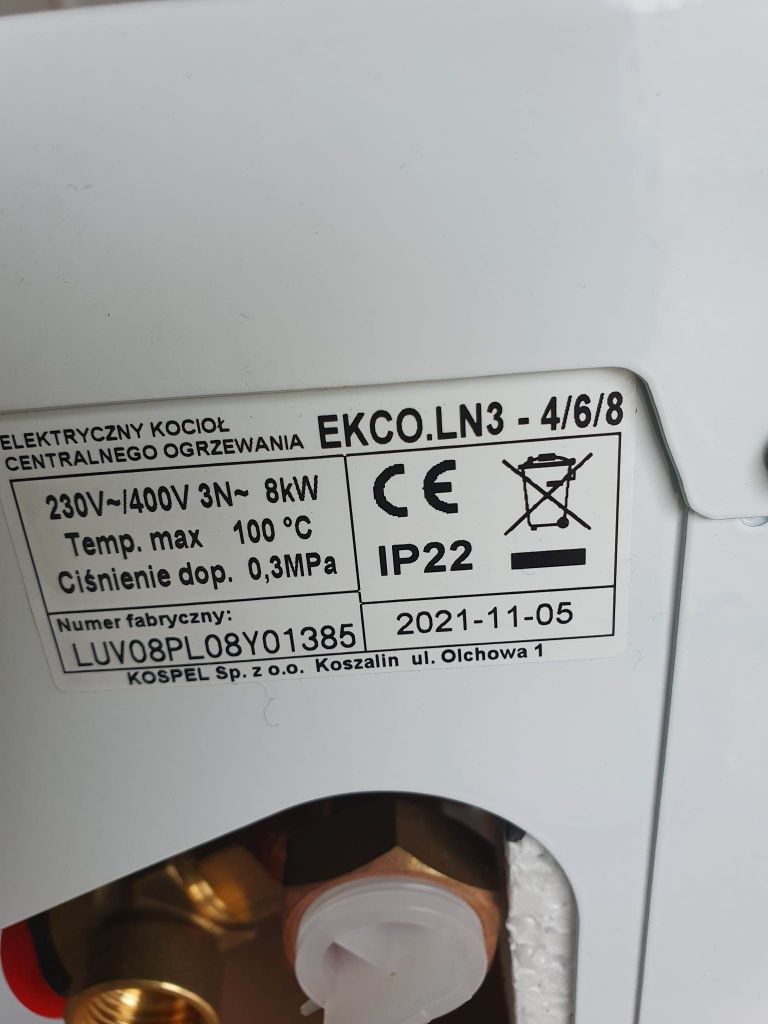 ELEKTRYCZNY KOCIOŁ
CENTRALNEGO OGRZEWANIA EKCO.LN3 - 4/6/8
230V~/400V 3N~ 8kW
Temp. max 100 °C
Ciśnienie dop. 0,3MPa
CE
IP22
Numer fabryczny:
LUV08PL08Y01385
2021-11-05
KOSPEL Sp. z o.o. Koszalin ul. Olchowa 1